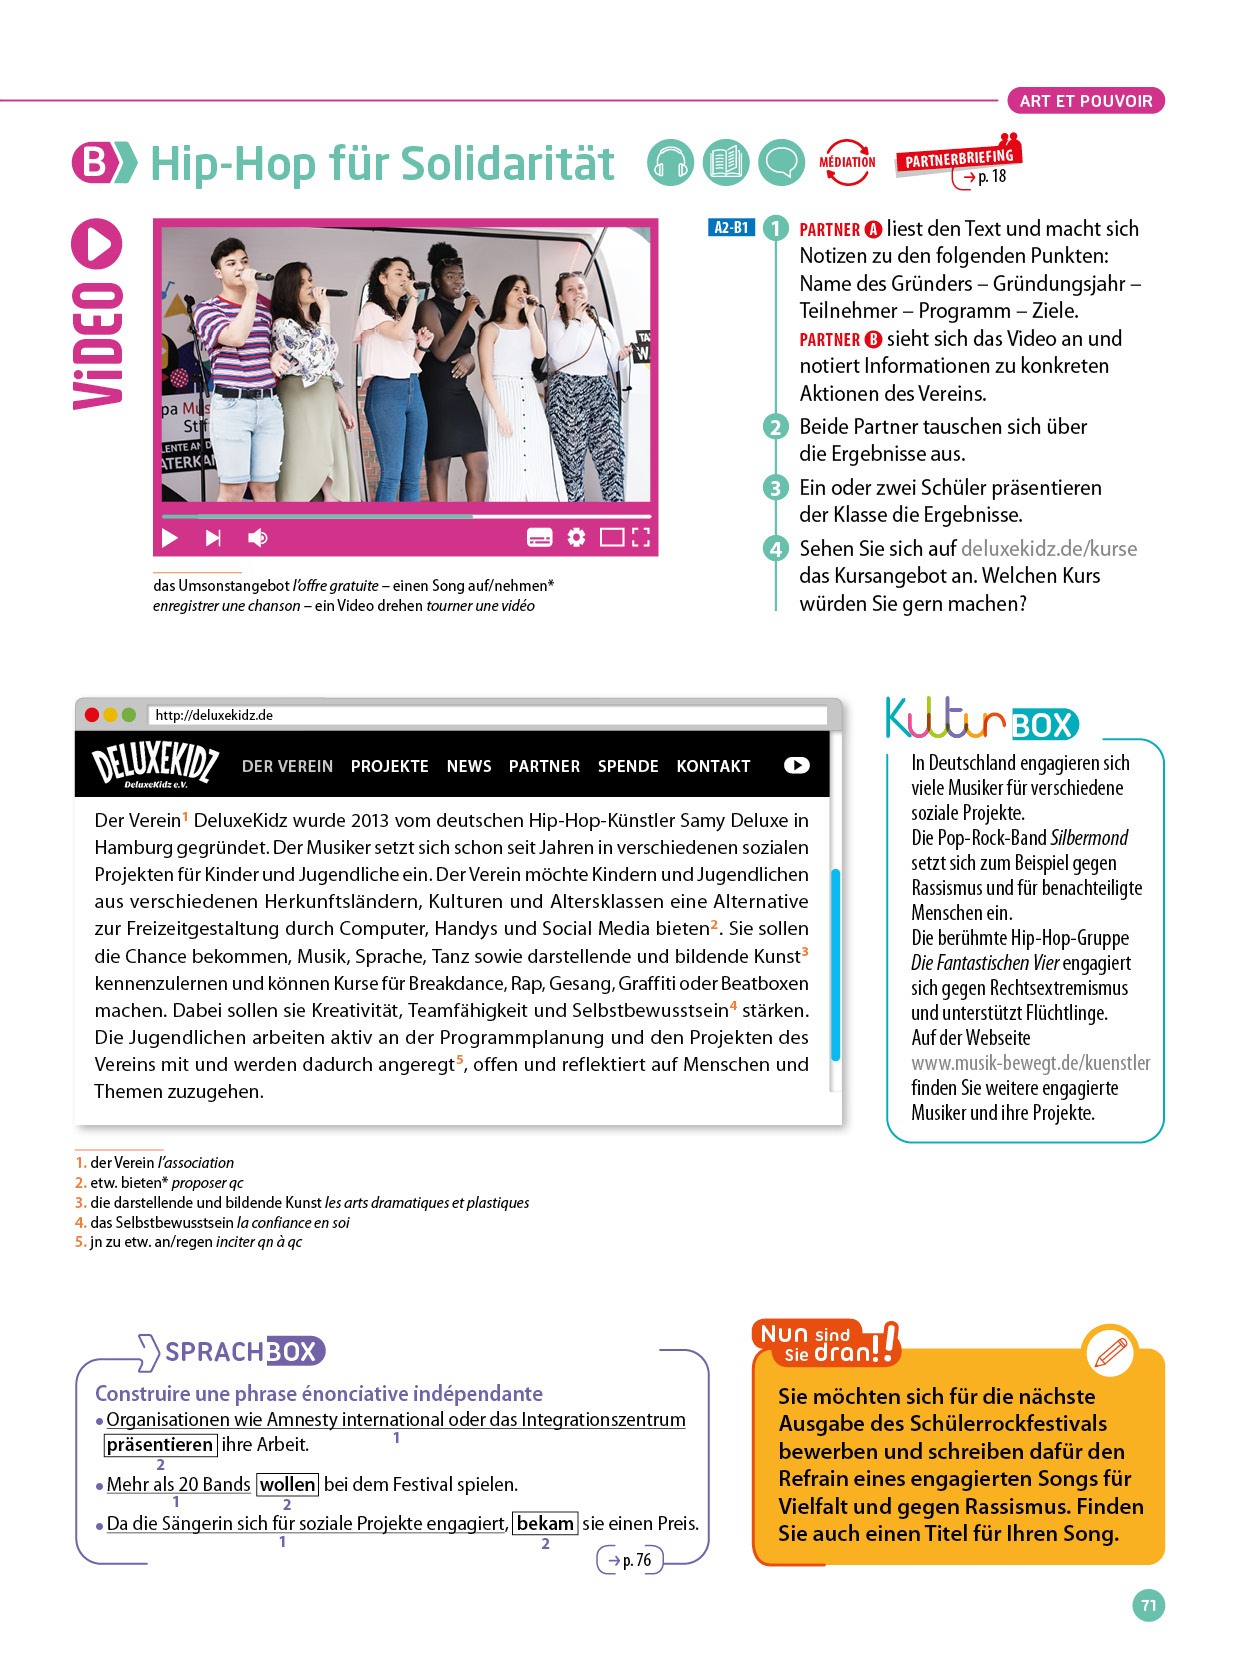 ART ET POUVOIR
B Hip-Hop für Solidarität
MÉDIATION
PARTNERBRIEFING
→ p. 18
ViDEO
pa Mus
Stif
LENTE AN D
ATERKAN
das Umsonstangebot l'offre gratuite – einen Song auf/nehmen*
enregistrer une chanson – ein Video drehen tourner une vidéo
A2-B1
1 PARTNER A liest den Text und macht sich
Notizen zu den folgenden Punkten:
Name des Gründers – Gründungsjahr –
Teilnehmer – Programm – Ziele.
PARTNER B sieht sich das Video an und
notiert Informationen zu konkreten
Aktionen des Vereins.
2 Beide Partner tauschen sich über
die Ergebnisse aus.
3 Ein oder zwei Schüler präsentieren
der Klasse die Ergebnisse.
4 Sehen Sie sich auf deluxekidz.de/kurse
das Kursangebot an. Welchen Kurs
würden Sie gern machen?
http://deluxekidz.de
DELUXEKIDZ
DeluxeKidz e.V.
DER VEREIN PROJEKTE NEWS PARTNER SPENDE KONTAKT
Der Verein1 DeluxeKidz wurde 2013 vom deutschen Hip-Hop-Künstler Samy Deluxe in
Hamburg gegründet. Der Musiker setzt sich schon seit Jahren in verschiedenen sozialen
Projekten für Kinder und Jugendliche ein. Der Verein möchte Kindern und Jugendlichen
aus verschiedenen Herkunftsländern, Kulturen und Altersklassen eine Alternative
zur Freizeitgestaltung durch Computer, Handys und Social Media bieten2. Sie sollen
die Chance bekommen, Musik, Sprache, Tanz sowie darstellende und bildende Kunst3
kennenzulernen und können Kurse für Breakdance, Rap, Gesang, Graffiti oder Beatboxen
machen. Dabei sollen sie Kreativität, Teamfähigkeit und Selbstbewusstsein4 stärken.
Die Jugendlichen arbeiten aktiv an der Programmplanung und den Projekten des
Vereins mit und werden dadurch angeregt5, offen und reflektiert auf Menschen und
Themen zuzugehen.
1. der Verein l'association
2. etw. bieten* proposer qc
3. die darstellende und bildende Kunst les arts dramatiques et plastiques
4. das Selbstbewusstsein la confiance en soi
5. jn zu etw. an/regen inciter qn à qc
Kultur BOX
In Deutschland engagieren sich
viele Musiker für verschiedene
soziale Projekte.
Die Pop-Rock-Band Silbermond
setzt sich zum Beispiel gegen
Rassismus und für benachteiligte
Menschen ein.
Die berühmte Hip-Hop-Gruppe
Die Fantastischen Vier engagiert
sich gegen Rechtsextremismus
und unterstützt Flüchtlinge.
Auf der Webseite
www.musik-bewegt.de/kuenstler
finden Sie weitere engagierte
Musiker und ihre Projekte.
SPRACHBOX
Construire une phrase énonciative indépendante
• Organisationen wie Amnesty international oder das Integrationszentrum
1
präsentieren ihre Arbeit.
2
• Mehr als 20 Bands wollen bei dem Festival spielen.
1 2
• Da die Sängerin sich für soziale Projekte engagiert, bekam sie einen Preis.
1 2
→ p. 76
Nun sind
Sie dran!!
Sie möchten sich für die nächste
Ausgabe des Schülerrockfestivals
bewerben und schreiben dafür den
Refrain eines engagierten Songs für
Vielfalt und gegen Rassismus. Finden
Sie auch einen Titel für Ihren Song.
71